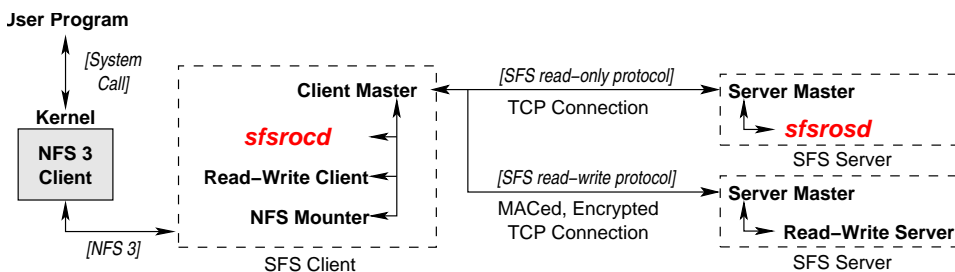 User Program
[System
Call]
Kernel
NFS 3
Client
[NFS 3]
Client Master
sfsrocd
Read–Write Client
NFS Mounter
SFS Client
[SFS read–only protocol]
TCP Connection
[SFS read–write protocol]
MACed, Encrypted
TCP Connection
Server Master
sfsrosd
SFS Server
Server Master
Read–Write Server
SFS Server